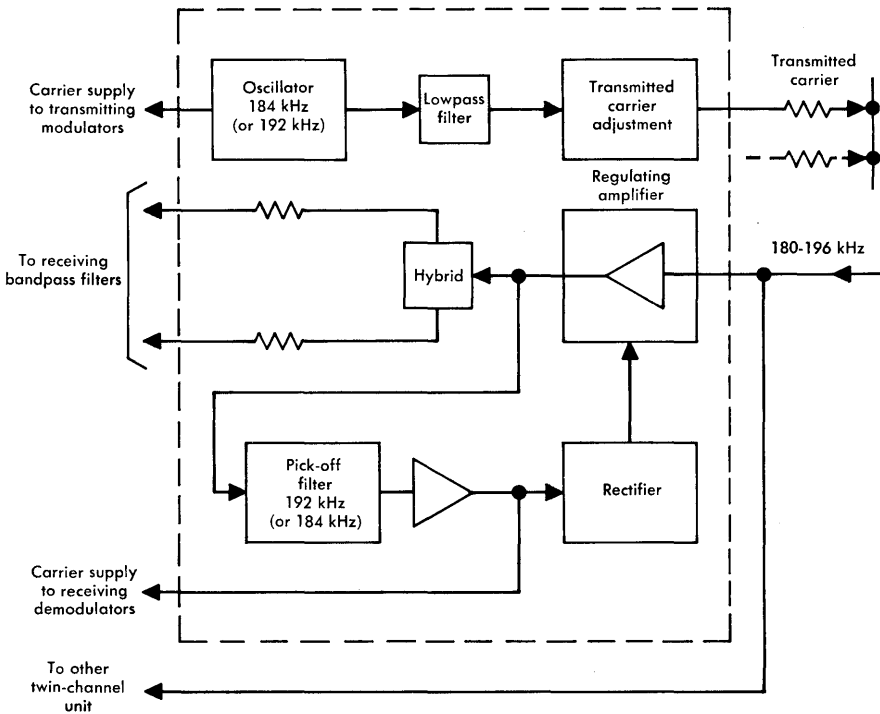 Carrier supply
to transmitting
modulators
Oscillator
184 kHz
(or 192 kHz)
Lowpass
filter
Transmitted
carrier
adjustment
Transmitted
carrier
Regulating
amplifier
To receiving
bandpass filters
Hybrid
180-196 kHz
Pick-off
filter
192 kHz
(or 184 kHz)
Rectifier
Carrier supply
to receiving
demodulators
To other
twin-channel
unit